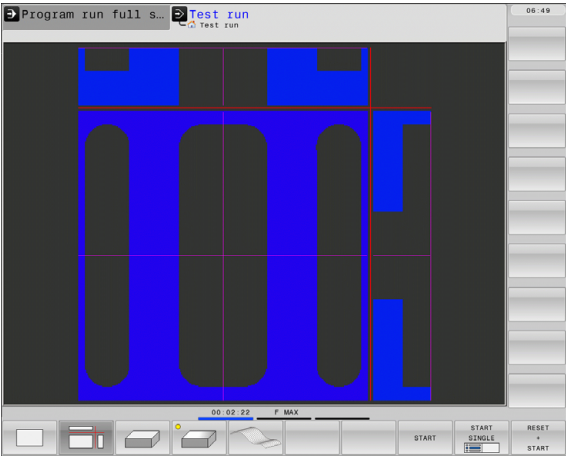 Program run full s…
Test run
Test run
06:49
00:02:22 F MAX
START
START
SINGLE
RESET
+
START